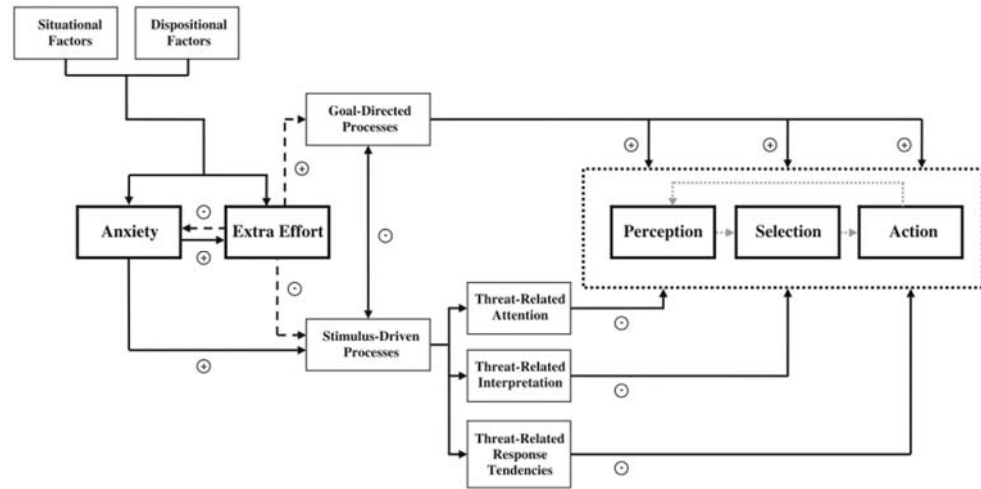 Situational
Factors
Dispositional
Factors
Goal-Directed
Processes
+
+
+
+
Anxiety
-
+
Extra Effort
-
-
Perception
Selection
Action
Stimulus-Driven
Processes
+
Threat-Related
Attention
-
Threat-Related
Interpretation
-
Threat-Related
Response
Tendencies
-